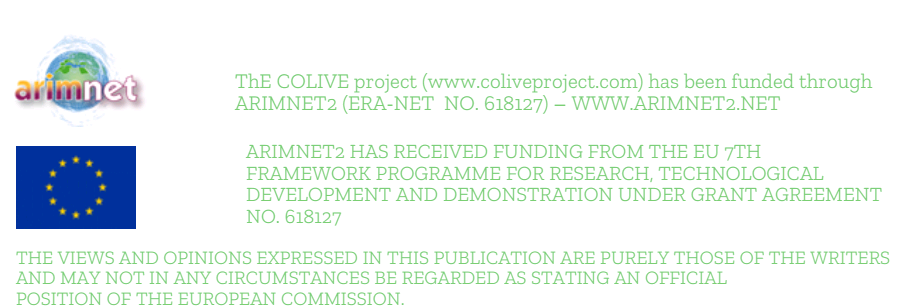 arimnet
ThE COLIVE project (www.coliveproject.com) has been funded through
ARIMNET2 (ERA-NET NO. 618127) – WWW.ARIMNET2.NET
ARIMNET2 HAS RECEIVED FUNDING FROM THE EU 7TH
FRAMEWORK PROGRAMME FOR RESEARCH, TECHNOLOGICAL
DEVELOPMENT AND DEMONSTRATION UNDER GRANT AGREEMENT
NO. 618127
THE VIEWS AND OPINIONS EXPRESSED IN THIS PUBLICATION ARE PURELY THOSE OF THE WRITERS
AND MAY NOT IN ANY CIRCUMSTANCES BE REGARDED AS STATING AN OFFICIAL
POSITION OF THE EUROPEAN COMMISSION.